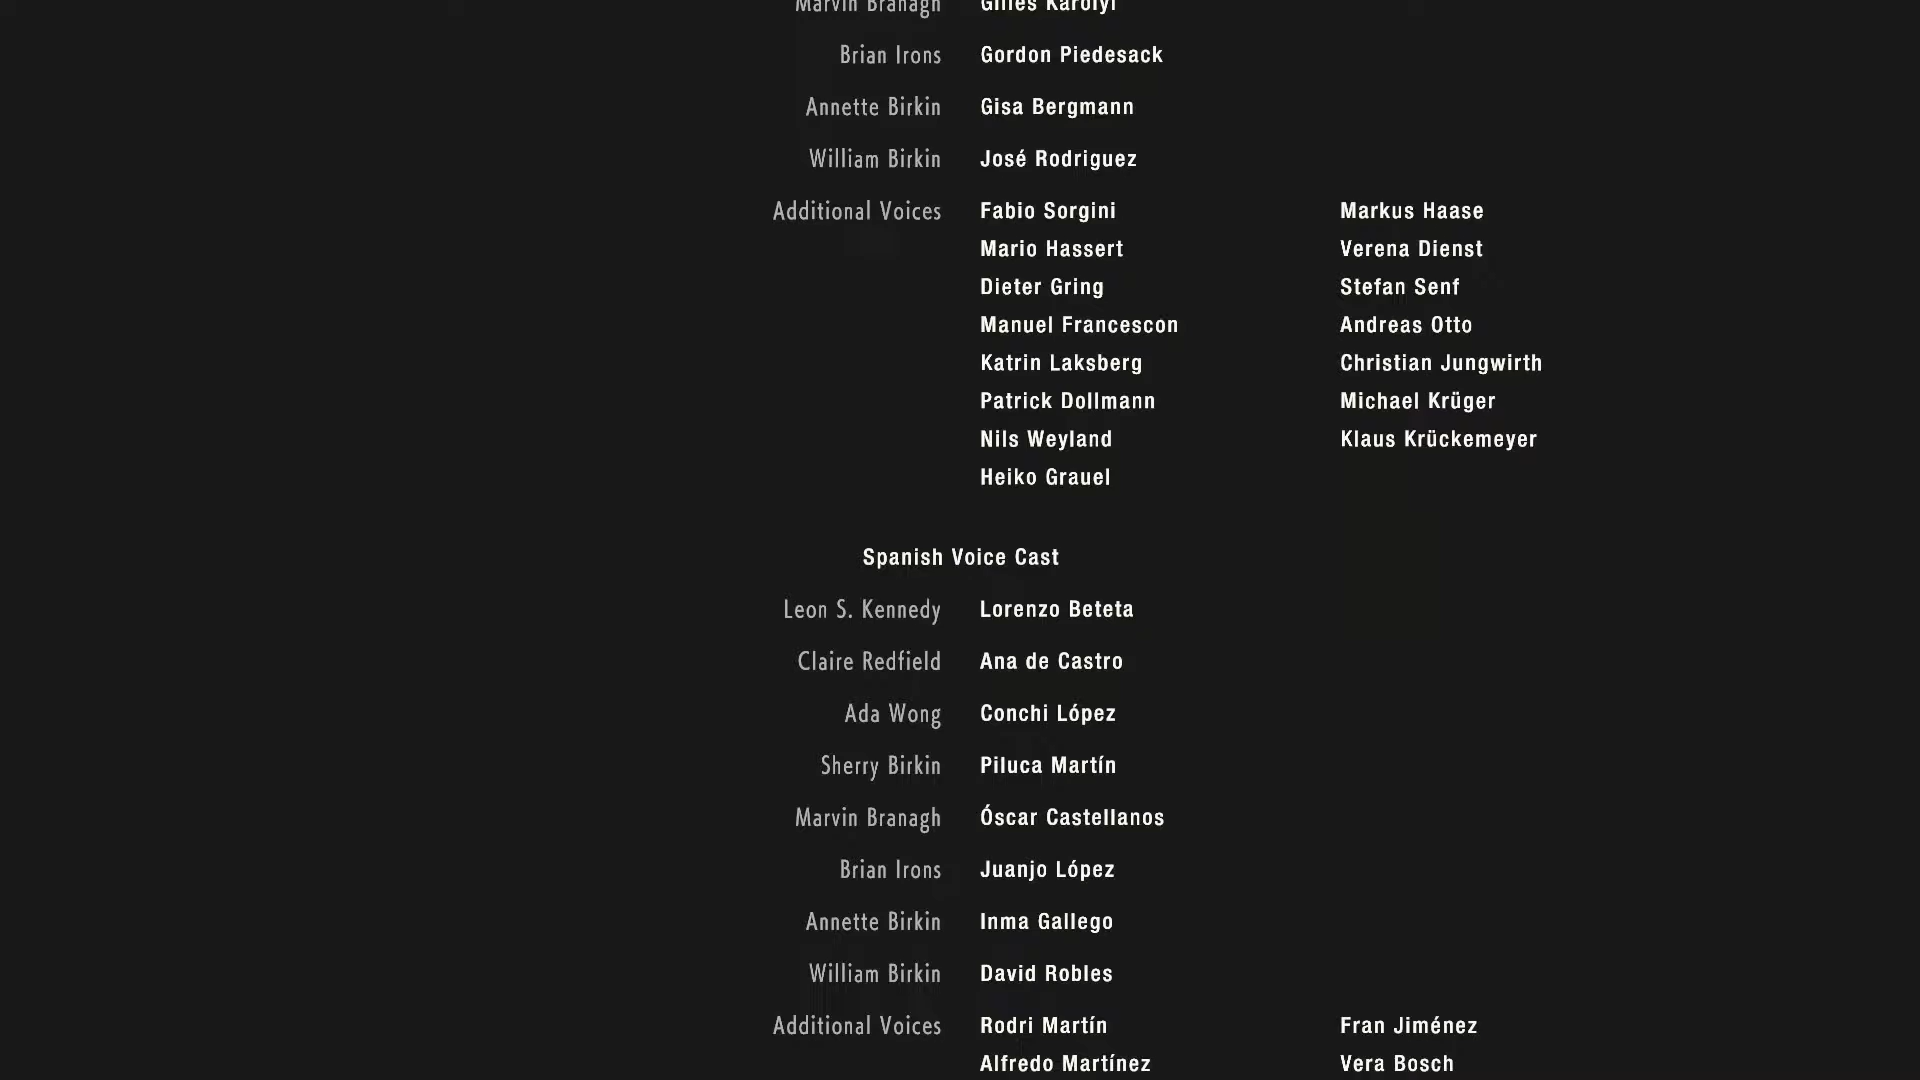 Marvin Branagh Gilles Karolyi
Brian Irons Gordon Piedesack
Annette Birkin Gisa Bergmann
William Birkin José Rodriguez
Additional Voices Fabio Sorgini Markus Haase
Mario Hassert Verena Dienst
Dieter Gring Stefan Senf
Manuel Francescon Andreas Otto
Katrin Laksberg Christian Jungwirth
Patrick Dollmann Michael Krüger
Nils Weyland Klaus Krückemeyer
Heiko Grauel
Spanish Voice Cast
Leon S. Kennedy Lorenzo Beteta
Claire Redfield Ana de Castro
Ada Wong Conchi López
Sherry Birkin Piluca Martín
Marvin Branagh Óscar Castellanos
Brian Irons Juanjo López
Annette Birkin Inma Gallego
William Birkin David Robles
Additional Voices Rodri Martín Fran Jiménez
Alfredo Martínez Vera Bosch